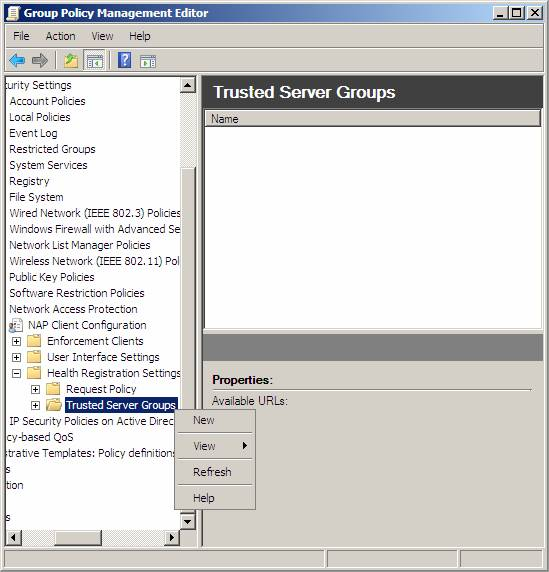 Group Policy Management Editor
File Action View Help
curity Settings
Account Policies
Local Policies
Event Log
Restricted Groups
System Services
Registry
File System
Wired Network (IEEE 802.3) Policies
Windows Firewall with Advanced Se
Network List Manager Policies
Wireless Network (IEEE 802.11) Pol
Public Key Policies
Software Restriction Policies
Network Access Protection
NAP Client Configuration
Enforcement Clients
User Interface Settings
Health Registration Settings
Request Policy
Trusted Server Groups
IP Security Policies on Active Direc
cy-based QoS
strative Templates: Policy definitions
s
tion
s
New
View
Refresh
Help
Trusted Server Groups
Name
Properties:
Available URLs: